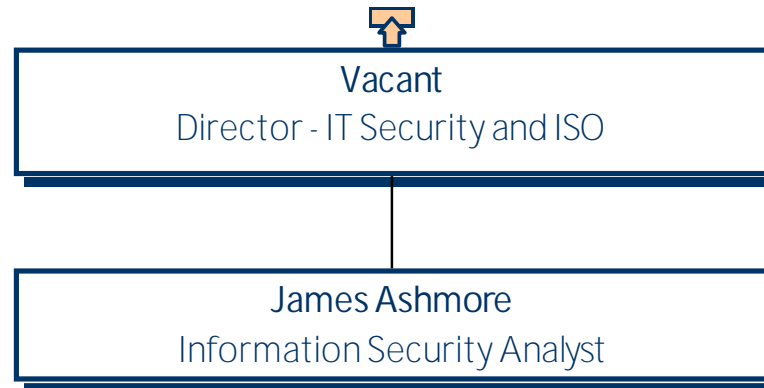 Vacant
Director - IT Security and ISO
James Ashmore
Information Security Analyst